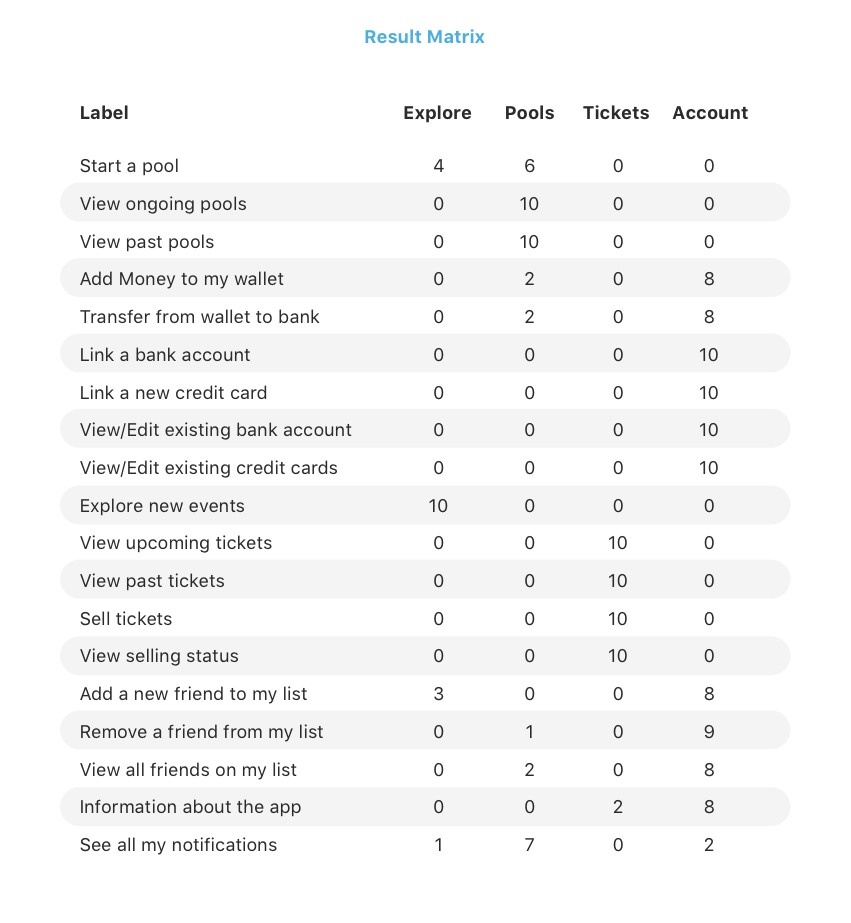 Result Matrix
Label Explore Pools Tickets Account
Start a pool 4 6 0 0
View ongoing pools 0 10 0 0
View past pools 0 10 0 0
Add Money to my wallet 0 2 0 8
Transfer from wallet to bank 0 2 0 8
Link a bank account 0 0 0 10
Link a new credit card 0 0 0 10
View/Edit existing bank account 0 0 0 10
View/Edit existing credit cards 0 0 0 10
Explore new events 10 0 0 0
View upcoming tickets 0 0 10 0
View past tickets 0 0 10 0
Sell tickets 0 0 10 0
View selling status 0 0 10 0
Add a new friend to my list 3 0 0 8
Remove a friend from my list 0 1 0 9
View all friends on my list 0 2 0 8
Information about the app 0 0 2 8
See all my notifications 1 7 0 2